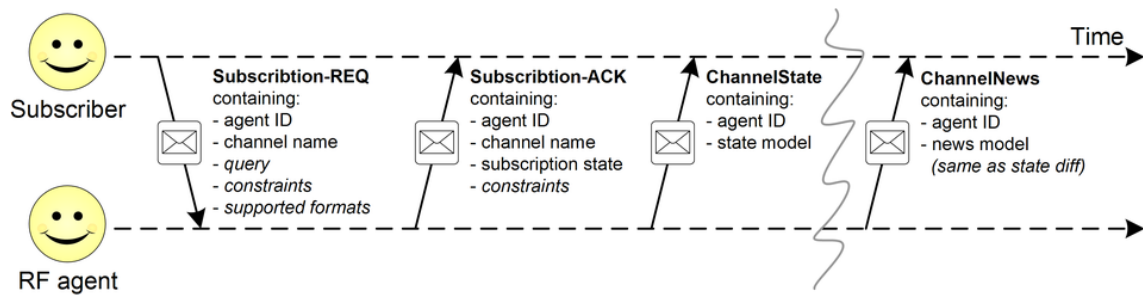 Time
Subscriber
Subscribtion-REQ
containing:
- agent ID
- channel name
- query
- constraints
- supported formats
Subscribtion-ACK
containing:
- agent ID
- channel name
- subscription state
- constraints
ChannelState
containing:
- agent ID
- state model
ChannelNews
containing:
- agent ID
- news model
(same as state diff)
RF agent